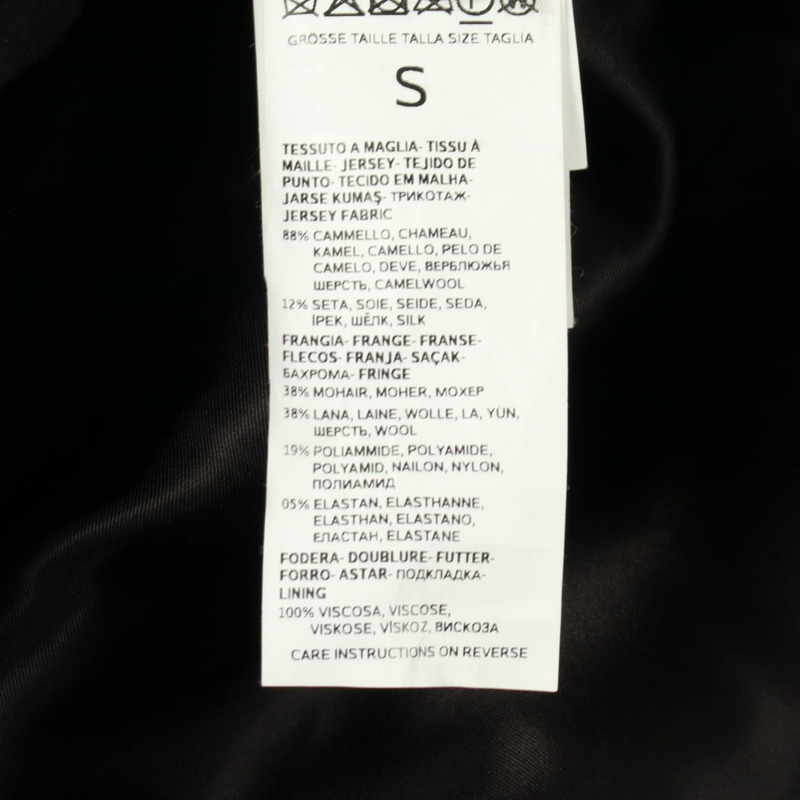 GRÖSSE TAILLE TALLA SIZE TAGLIA
S
TESSUTO A MAGLIA- TISSU À
MAILLE- JERSEY- TEJIDO DE
PUNTO- TECIDO EM MALHA-
JARSE KUMAŞ- ТРИКОТАЖ-
JERSEY FABRIC
88% CAMMELLO, CHAMEAU,
KAMEL, CAMELLO, PELO DE
CAMELO, DEVE, ВЕРБЛЮЖЬЯ
ШЕРСТЬ, CAMELWOOL
12% SETA, SOIE, SEIDE, SEDA,
İPEK, ШЁЛК, SILK
FRANGIA- FRANGE- FRANSE-
FLECOS- FRANJA- SAÇAK-
БАХРОМА- FRINGE
38% MOHAIR, MOHER, МОХЕР
38% LANA, LAINE, WOLLE, LA, YÜN,
ШЕРСТЬ, WOOL
19% POLIAMMIDE, POLYAMIDE,
POLYAMID, NAILON, NYLON,
ПОЛИАМИД
05% ELASTAN, ELASTHANNE,
ELASTHAN, ELASTANO,
ЕЛАСТАН, ELASTANE
FODERA- DOUBLURE- FUTTER-
FORRO- ASTAR- ПОДКЛАДКА-
LINING
100% VISCOSA, VISCOSE,
VISKOSE, VİSKOZ, ВИСКОЗА
CARE INSTRUCTIONS ON REVERSE